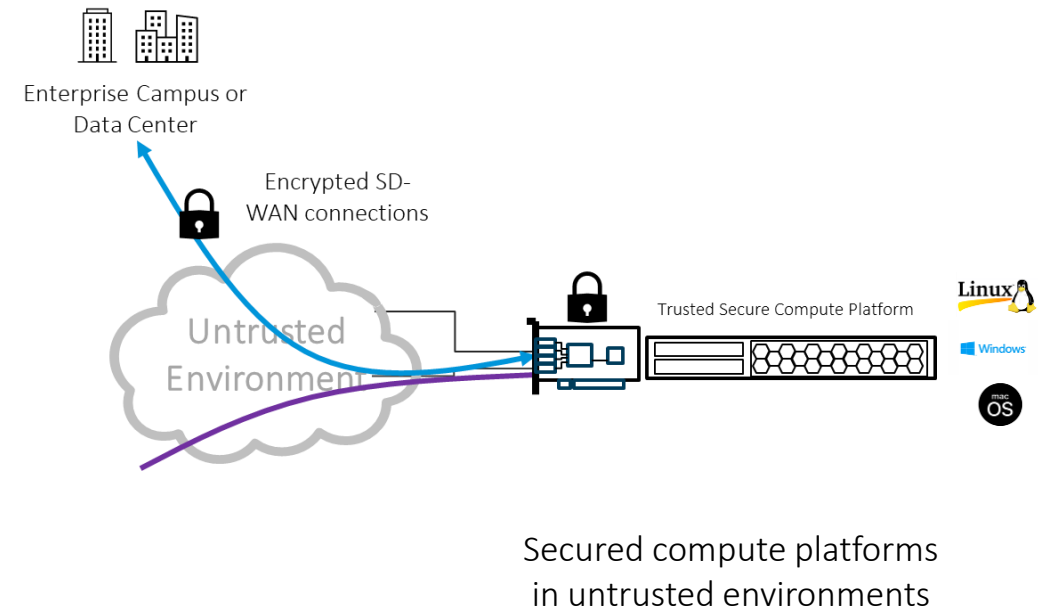 Enterprise Campus or
Data Center
Encrypted SD-
WAN connections
Untrusted
Environment
Trusted Secure Compute Platform
Linux
Windows
mac
OS
Secured compute platforms
in untrusted environments